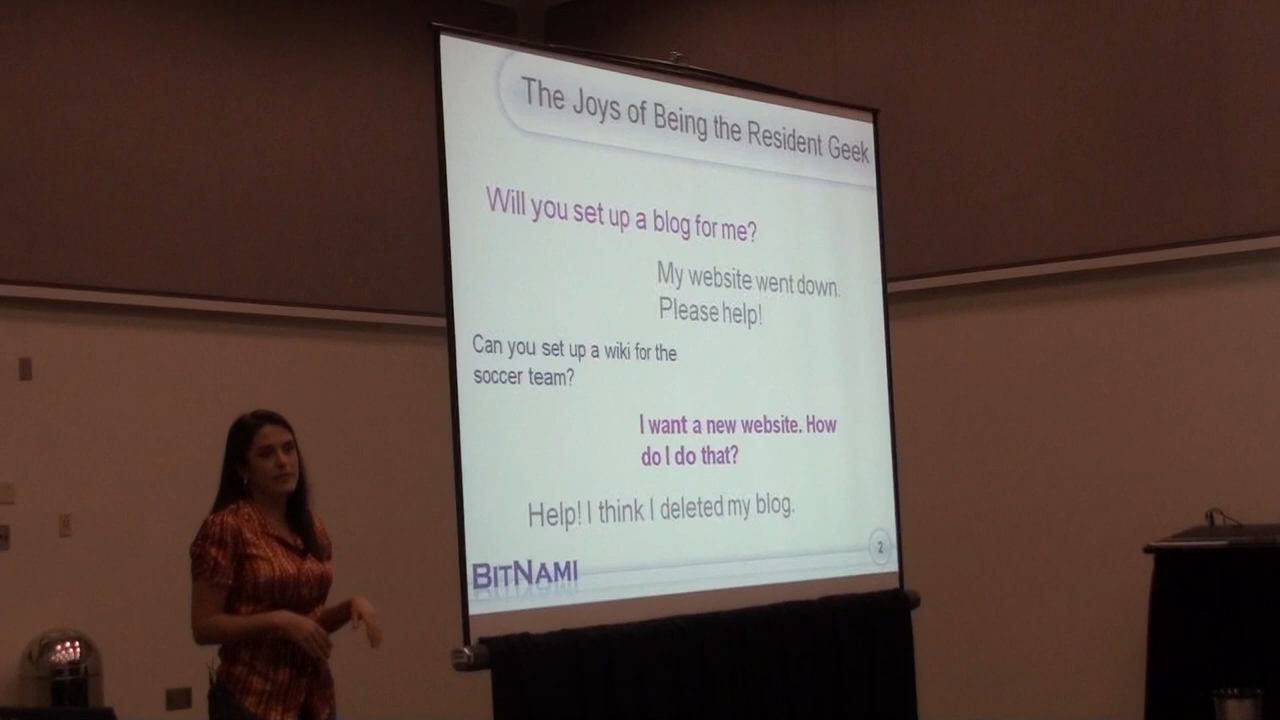 The Joys of Being the Resident Geek
Will you set up a blog for me?
My website went down.
Please help!
Can you set up a wiki for the
soccer team?
I want a new website. How
do I do that?
Help! I think I deleted my blog.
BITNAMI
2